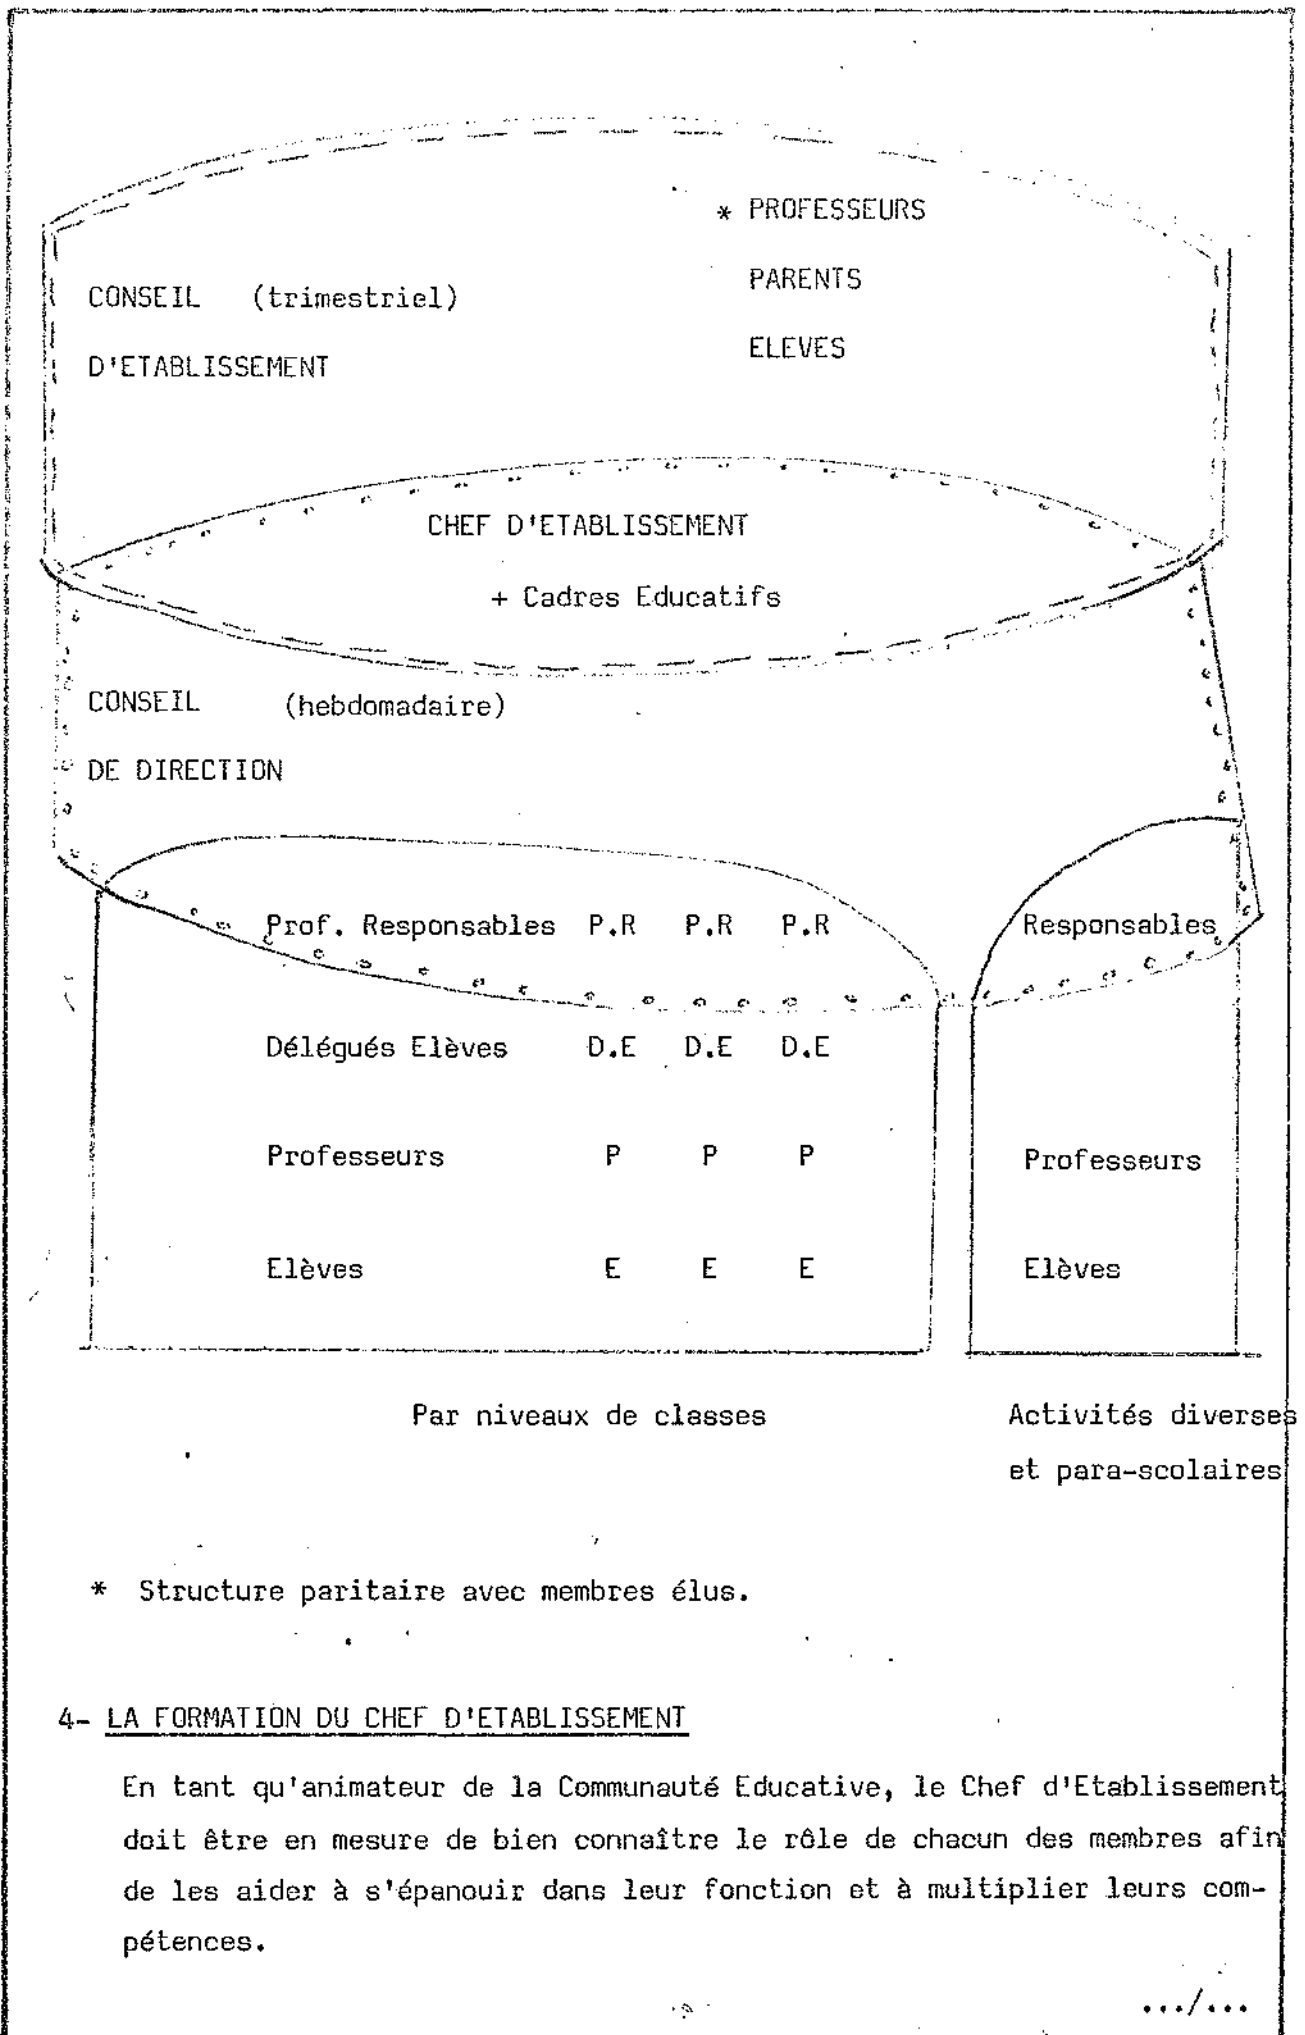 * PROFESSEURS
CONSEIL (trimestriel) PARENTS
D'ETABLISSEMENT ELEVES
CHEF D'ETABLISSEMENT
+ Cadres Educatifs
CONSEIL (hebdomadaire)
DE DIRECTION
Prof. Responsables P.R P.R P.R Responsables
Délégués Elèves D.E D.E D.E
Professeurs P P P Professeurs
Elèves E E E Elèves
Par niveaux de classes Activités diverses
et para-scolaires
* Structure paritaire avec membres élus.
4- LA FORMATION DU CHEF D'ETABLISSEMENT
En tant qu'animateur de la Communauté Educative, le Chef d'Etablissement
doit être en mesure de bien connaître le rôle de chacun des membres afin
de les aider à s'épanouir dans leur fonction et à multiplier leurs com-
pétences.
.../...